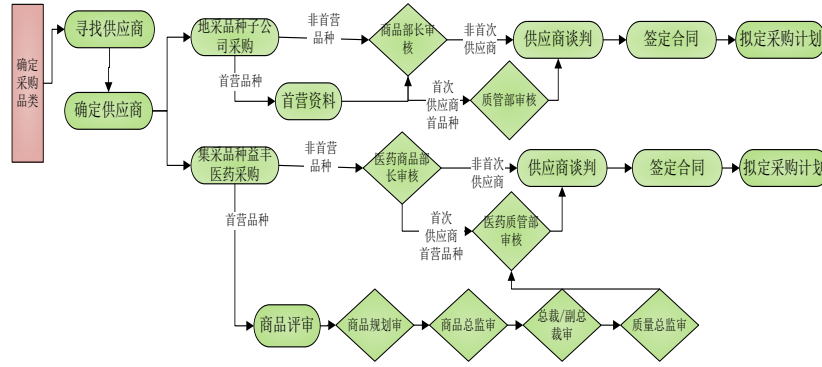 确定
采购
品类
寻找供应商
确定供应商
地采品种子公
司采购
非首营
品种
商品部长审
核
非首次
供应商
供应商谈判
签定合同
拟定采购计划
首营品种
首营资料
首次
供应商
首品种
质管部审核
集采品种益丰
医药采购
非首营
品种
医药商品部
长审核
非首次
供应商
供应商谈判
签定合同
拟定采购计划
首营品种
首次
供应商
首营品种
医药质管部
审核
商品评审
商品规划审
商品总监审
总裁/副总
裁审
质量总监审